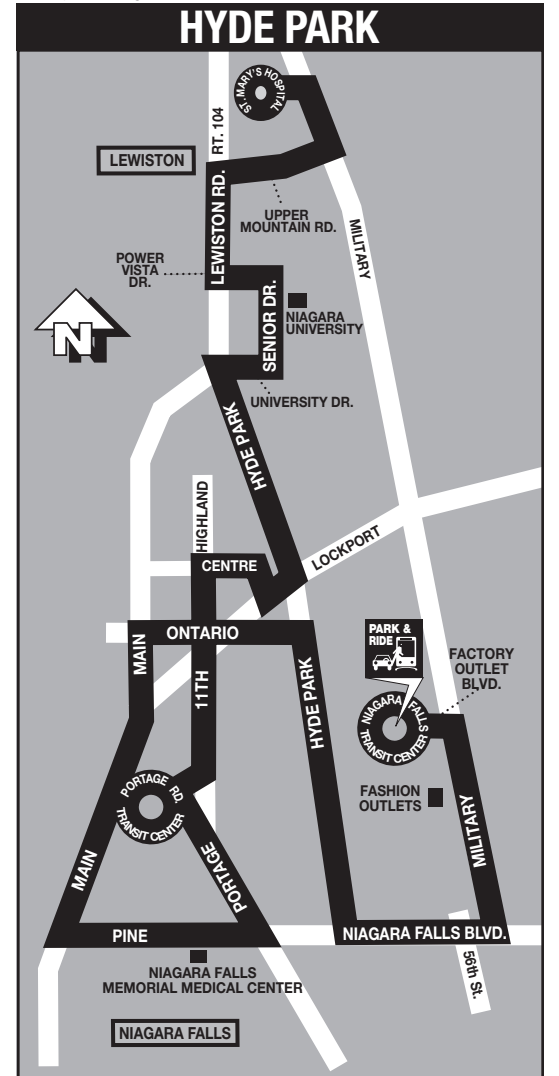 HYDE PARK
ST. MARY'S HOSPITAL
RT. 104
LEWISTON
LEWISTON RD.
UPPER
MOUNTAIN RD.
MILITARY
POWER
VISTA
DR.
SENIOR DR.
NIAGARA
UNIVERSITY
N
UNIVERSITY DR.
HYDE PARK
HIGHLAND
LOCKPORT
CENTRE
PARK &
RIDE
MAIN
ONTARIO
FACTORY
OUTLET
BLVD.
11TH
HYDE PARK
NIAGARA FALLS
TRANSIT CENTER
FASHION
OUTLETS
PORTAGE RD.
TRANSIT CENTER
MILITARY
MAIN
PORTAGE
PINE
NIAGARA FALLS BLVD.
56th St.
NIAGARA FALLS
MEMORIAL MEDICAL CENTER
NIAGARA FALLS